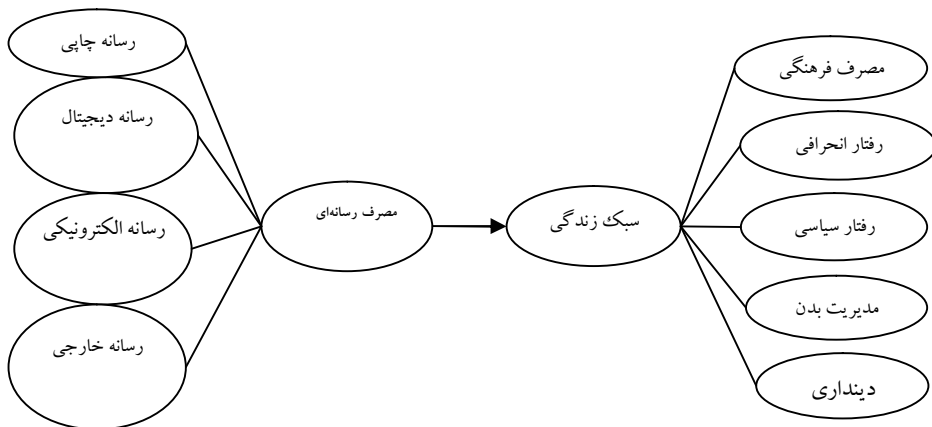 رسانه چاپی
رسانه دیجیتال
رسانه الکترونیکی
رسانه خارجی
مصرف رسانه‌ای
سبک زندگی
مصرف فرهنگی
رفتار انحرافی
رفتار سیاسی
مدیریت بدن
دینداری